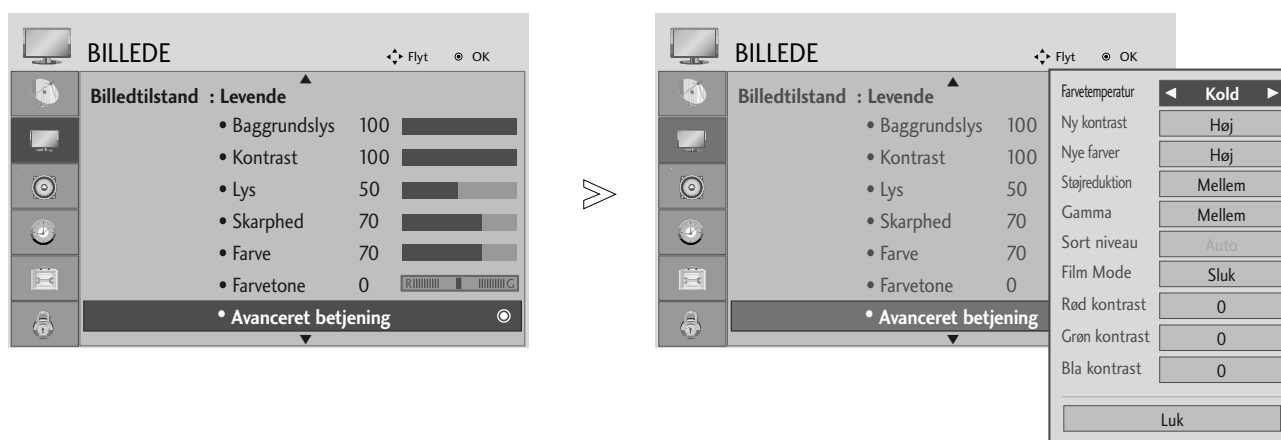 BILLEDE
Flyt OK
Billedtilstand : Levende
• Baggrundslys 100
• Kontrast 100
• Lys 50
• Skarphed 70
• Farve 70
• Farvetone 0 R G
• Avanceret betjening
BILLEDE
Flyt OK
Billedtilstand : Levende
• Baggrundslys 100
• Kontrast 100
• Lys 50
• Skarphed 70
• Farve 70
• Farvetone 0
• Avanceret betjening
Farvetemperatur Kold
Ny kontrast Høj
Nye farver Høj
Støjreduktion Mellem
Gamma Mellem
Sort niveau Auto
Film Mode Sluk
Rød kontrast 0
Grøn kontrast 0
Bla kontrast 0
Luk